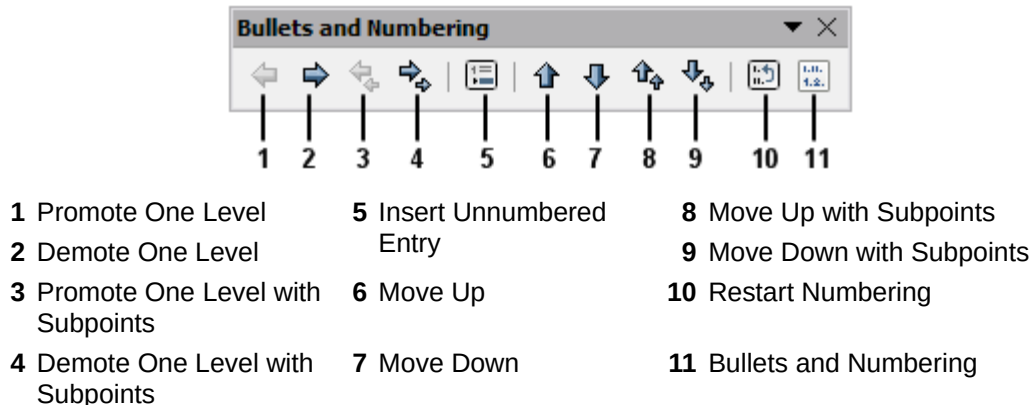 Bullets and Numbering
1 2 3 4 5 6 7 8 9 10 11
1 Promote One Level
2 Demote One Level
3 Promote One Level with
Subpoints
4 Demote One Level with
Subpoints
5 Insert Unnumbered
Entry
6 Move Up
7 Move Down
8 Move Up with Subpoints
9 Move Down with Subpoints
10 Restart Numbering
11 Bullets and Numbering